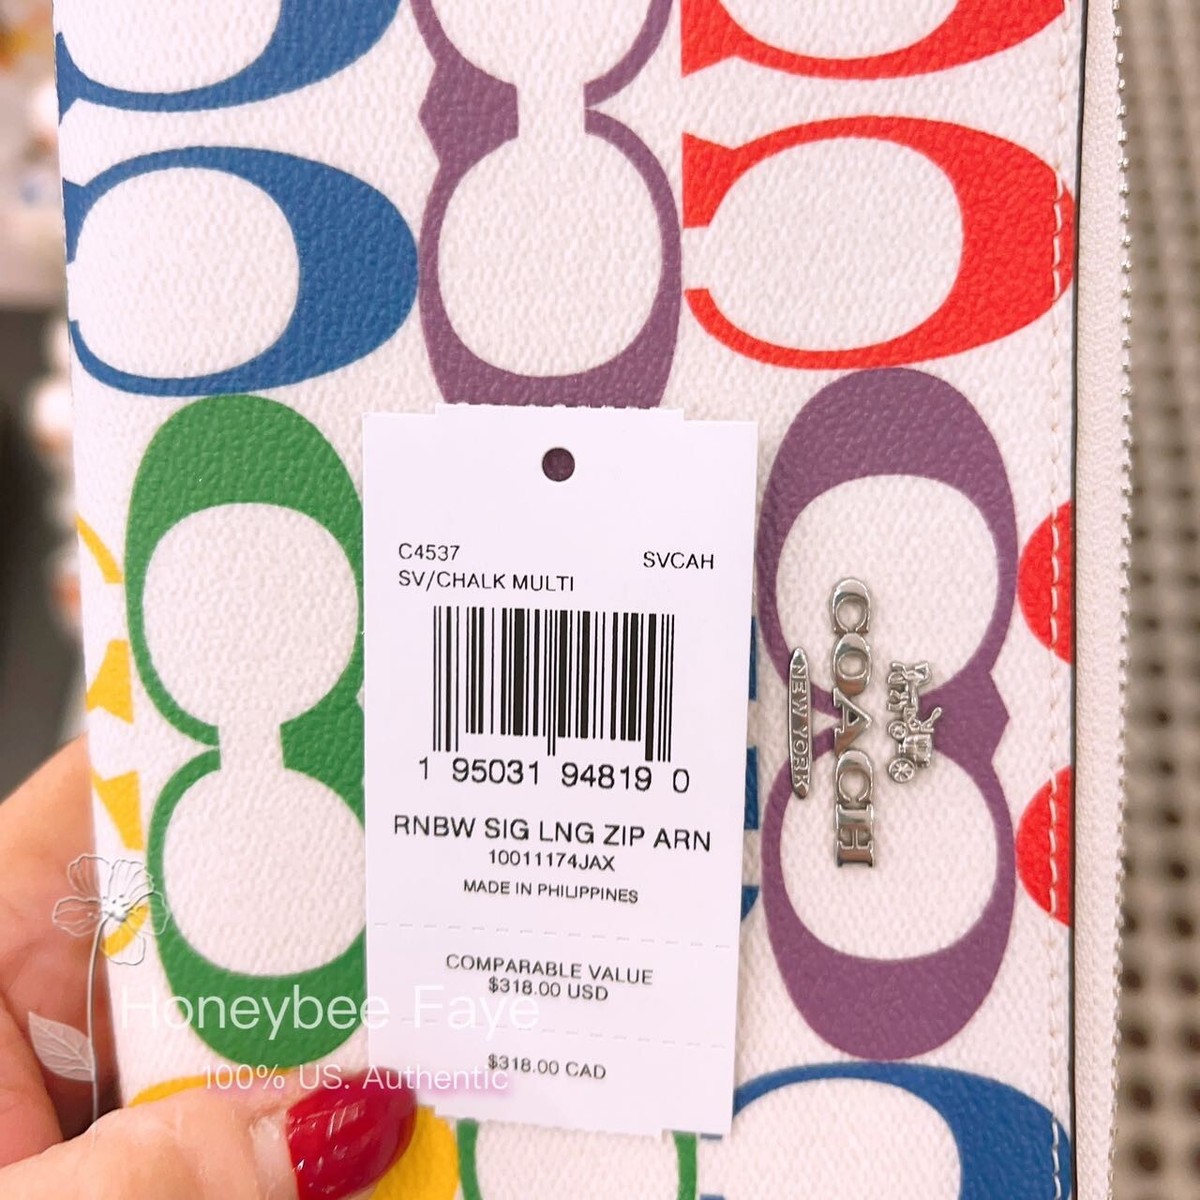 C4537
SVCAH
SV/CHALK MULTI
1 95031 94819 0
RNBW SIG LNG ZIP ARN
10011174JAX
MADE IN PHILIPPINES
COMPARABLE VALUE
$318.00 USD
$318.00 CAD
COACH
NEW YORK
Honeybee Faye
100% US. Authentic